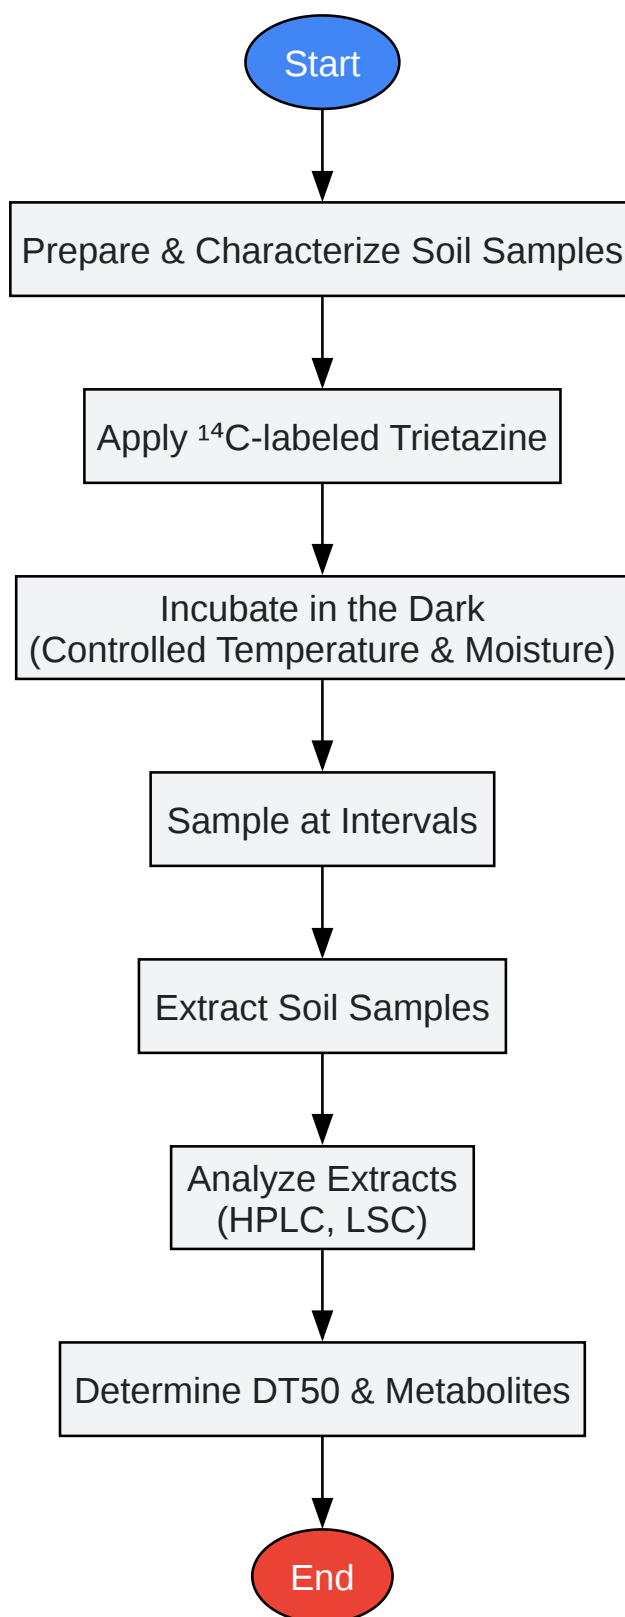 Start
Prepare & Characterize Soil Samples
Apply ¹⁴C-labeled Trietazine
Incubate in the Dark
(Controlled Temperature & Moisture)
Sample at Intervals
Extract Soil Samples
Analyze Extracts
(HPLC, LSC)
Determine DT50 & Metabolites
End